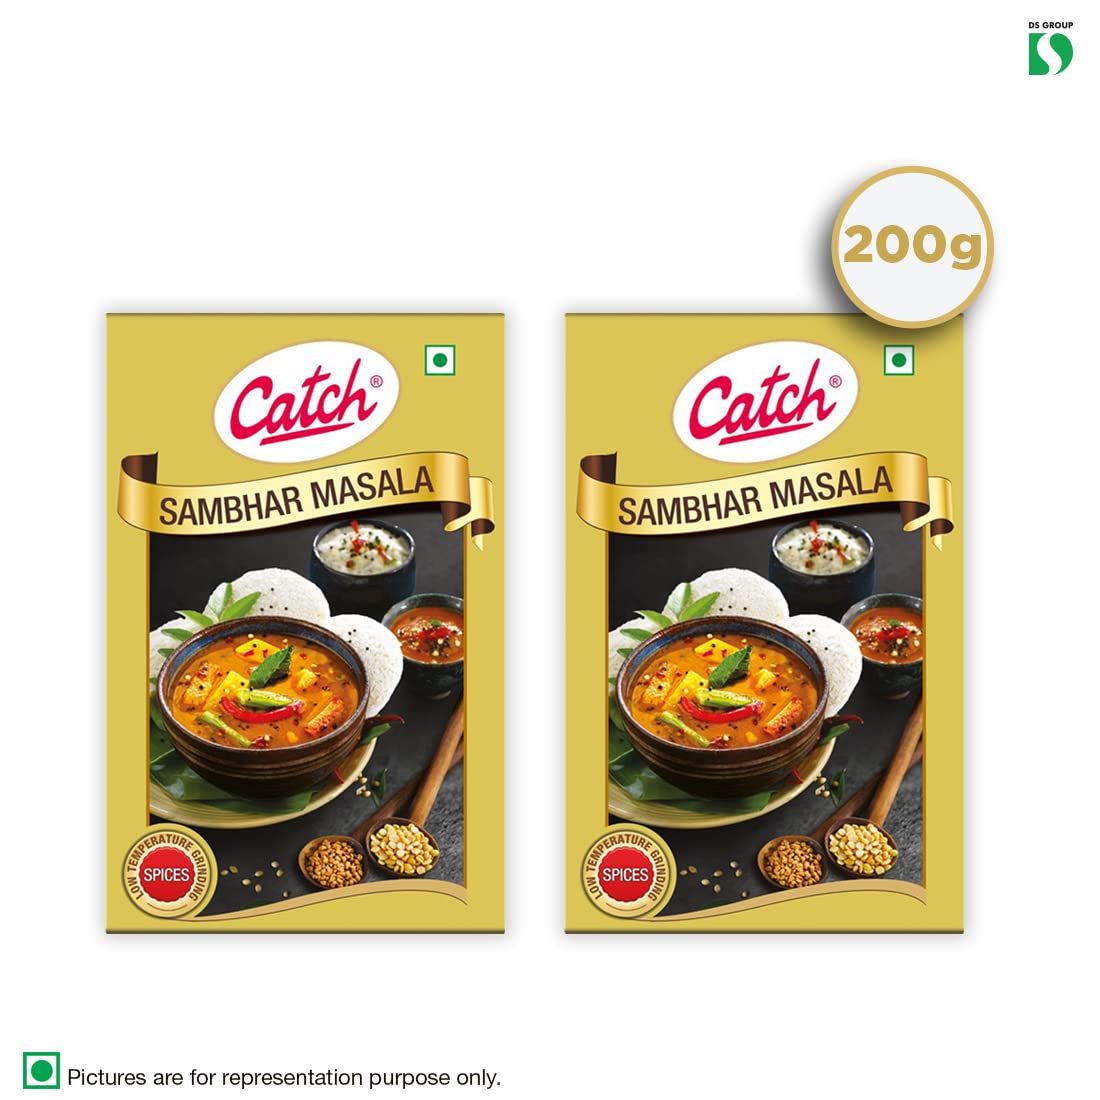 DS GROUP
200g
Catch®
SAMBHAR MASALA
LOW TEMPERATURE GRINDING
SPICES
Catch®
SAMBHAR MASALA
LOW TEMPERATURE GRINDING
SPICES
Pictures are for representation purpose only.